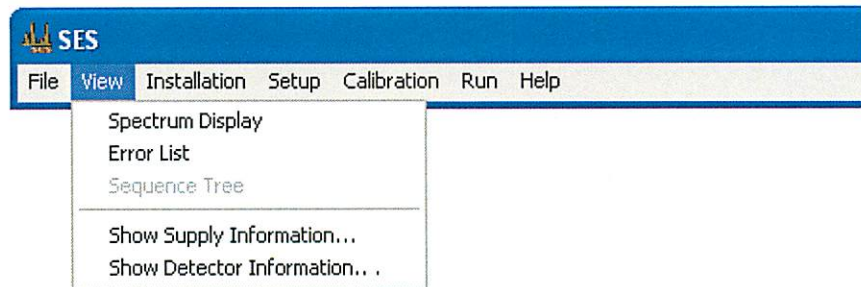 SES
File View Installation Setup Calibration Run Help
Spectrum Display
Error List
Sequence Tree
Show Supply Information...
Show Detector Information.. .